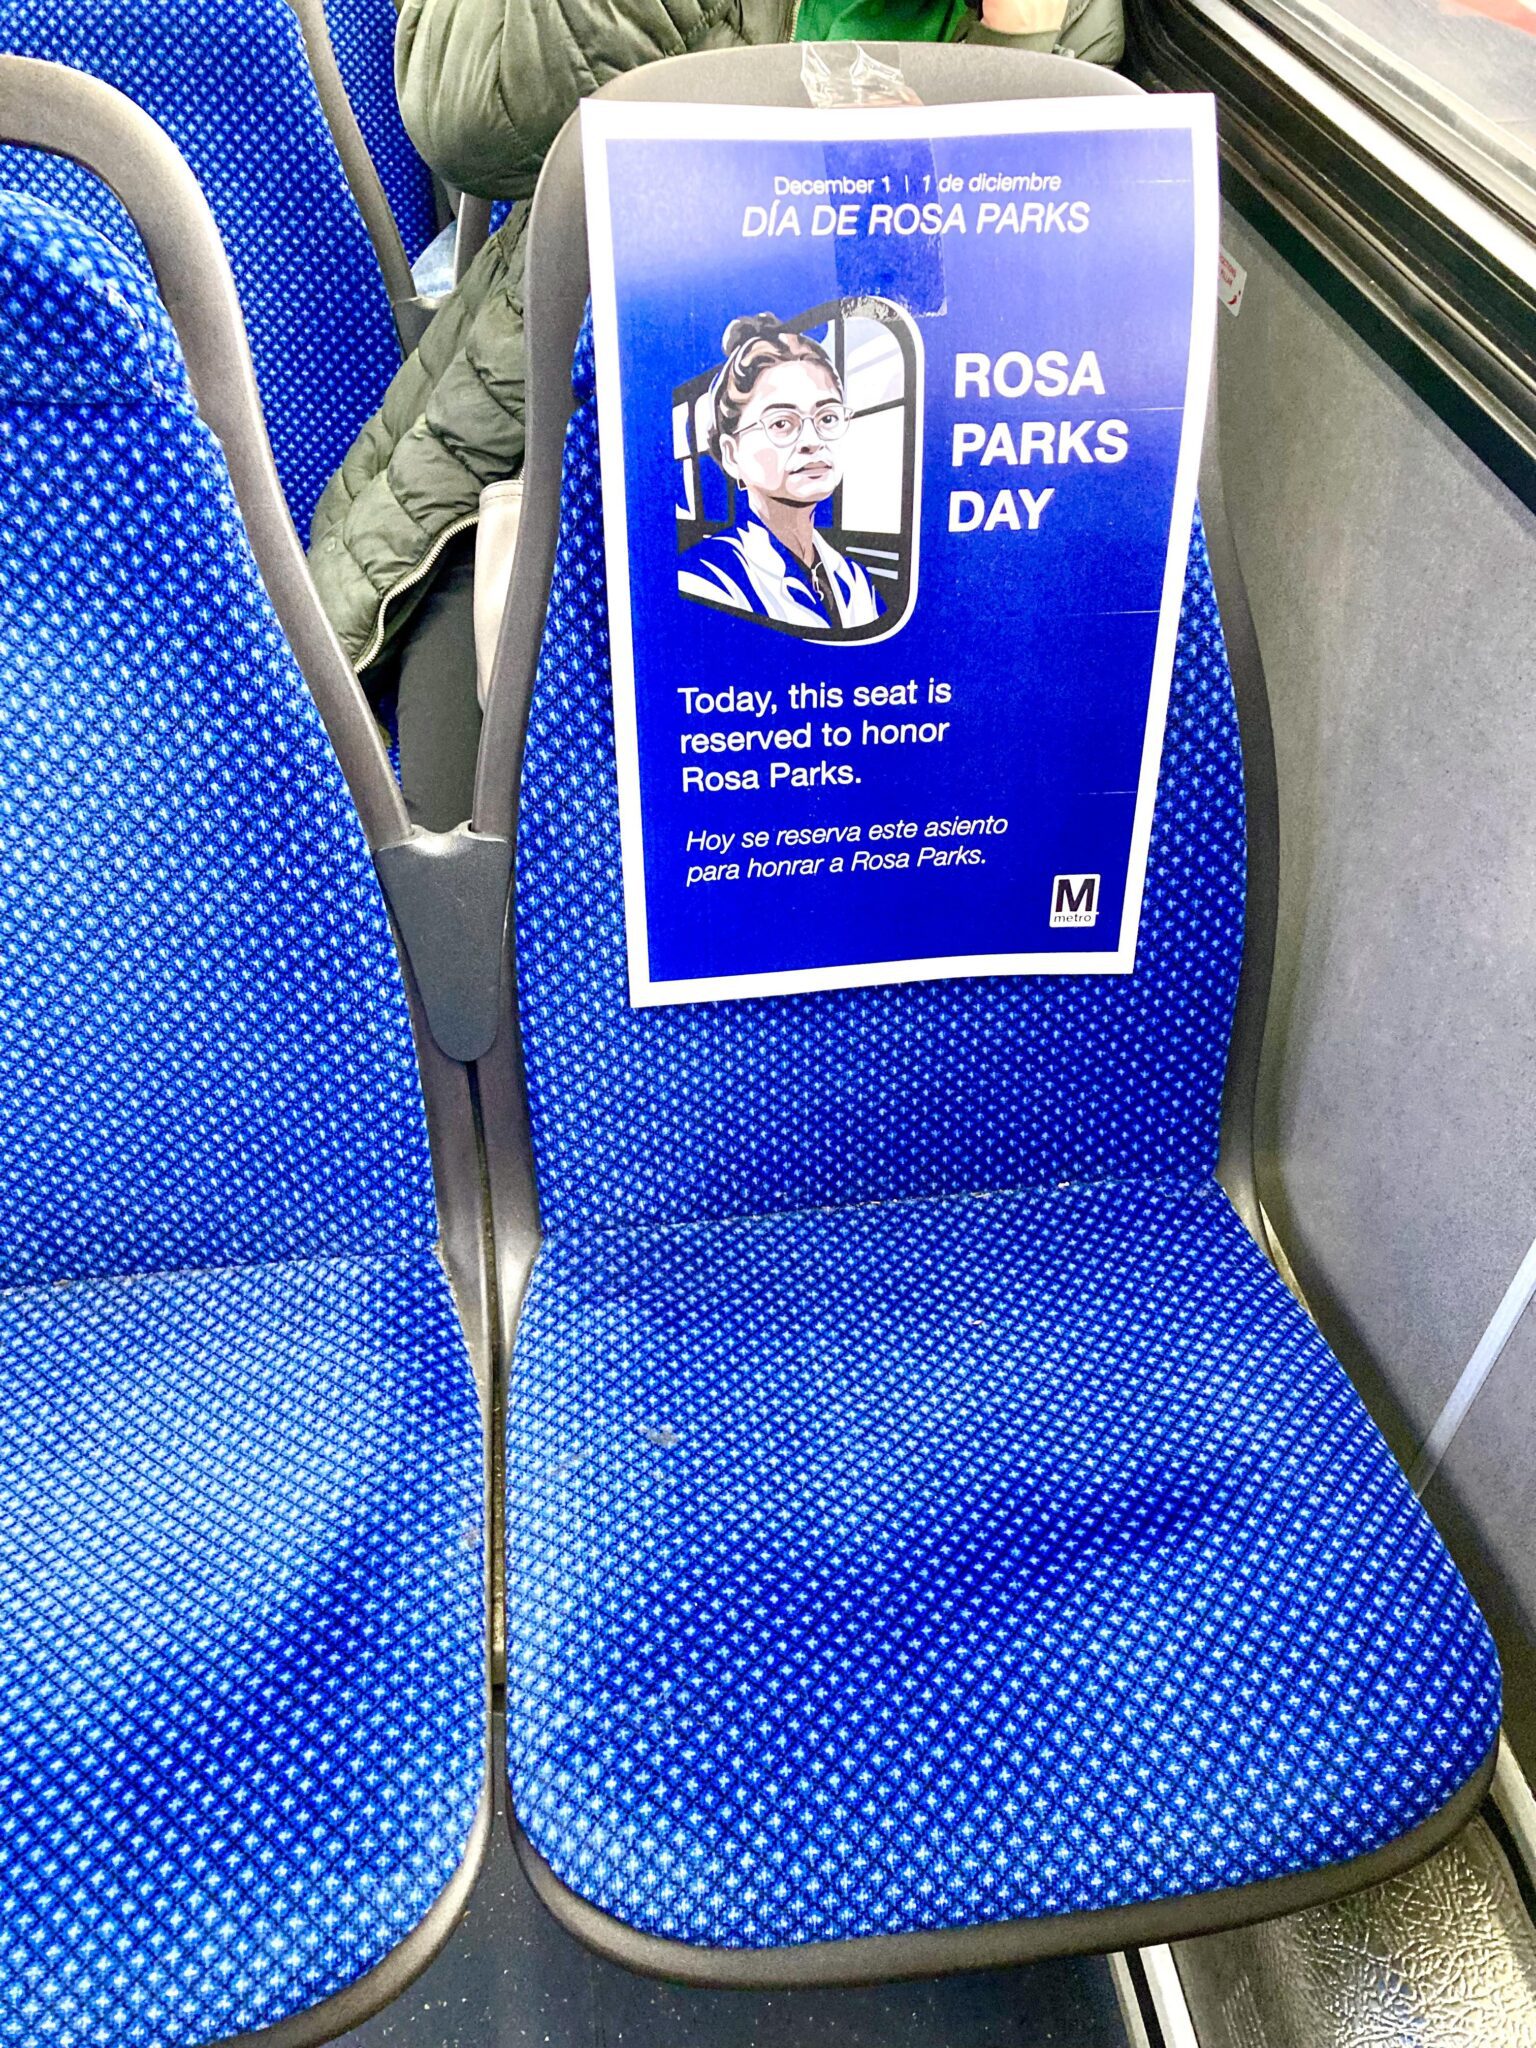 December 1 | 1 de diciembre
DÍA DE ROSA PARKS
ROSA
PARKS
DAY
Today, this seat is
reserved to honor
Rosa Parks.
Hoy se reserva este asiento
para honrar a Rosa Parks.
M
metro